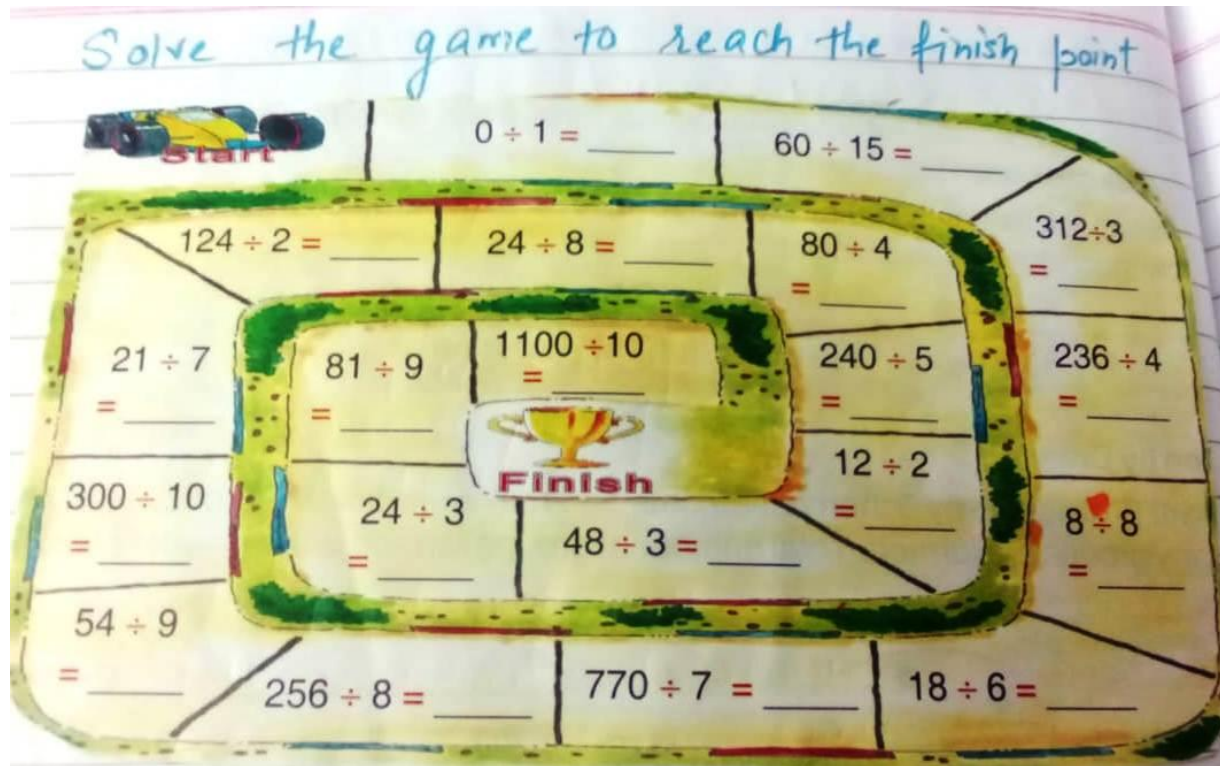 Solve the game to reach the finish point
Start
0 ÷ 1 = ____
60 ÷ 15 = ____
312÷3
= ____
236 ÷ 4
= ____
8 ÷ 8
= ____
18 ÷ 6 = ____
770 ÷ 7 = ____
256 ÷ 8 = ____
54 ÷ 9
= ____
300 ÷ 10
= ____
21 ÷ 7
= ____
124 ÷ 2 = ____
24 ÷ 8 = ____
80 ÷ 4
= ____
240 ÷ 5
= ____
12 ÷ 2
= ____
48 ÷ 3 = ____
24 ÷ 3
= ____
81 ÷ 9
= ____
1100 ÷10
= ____
Finish